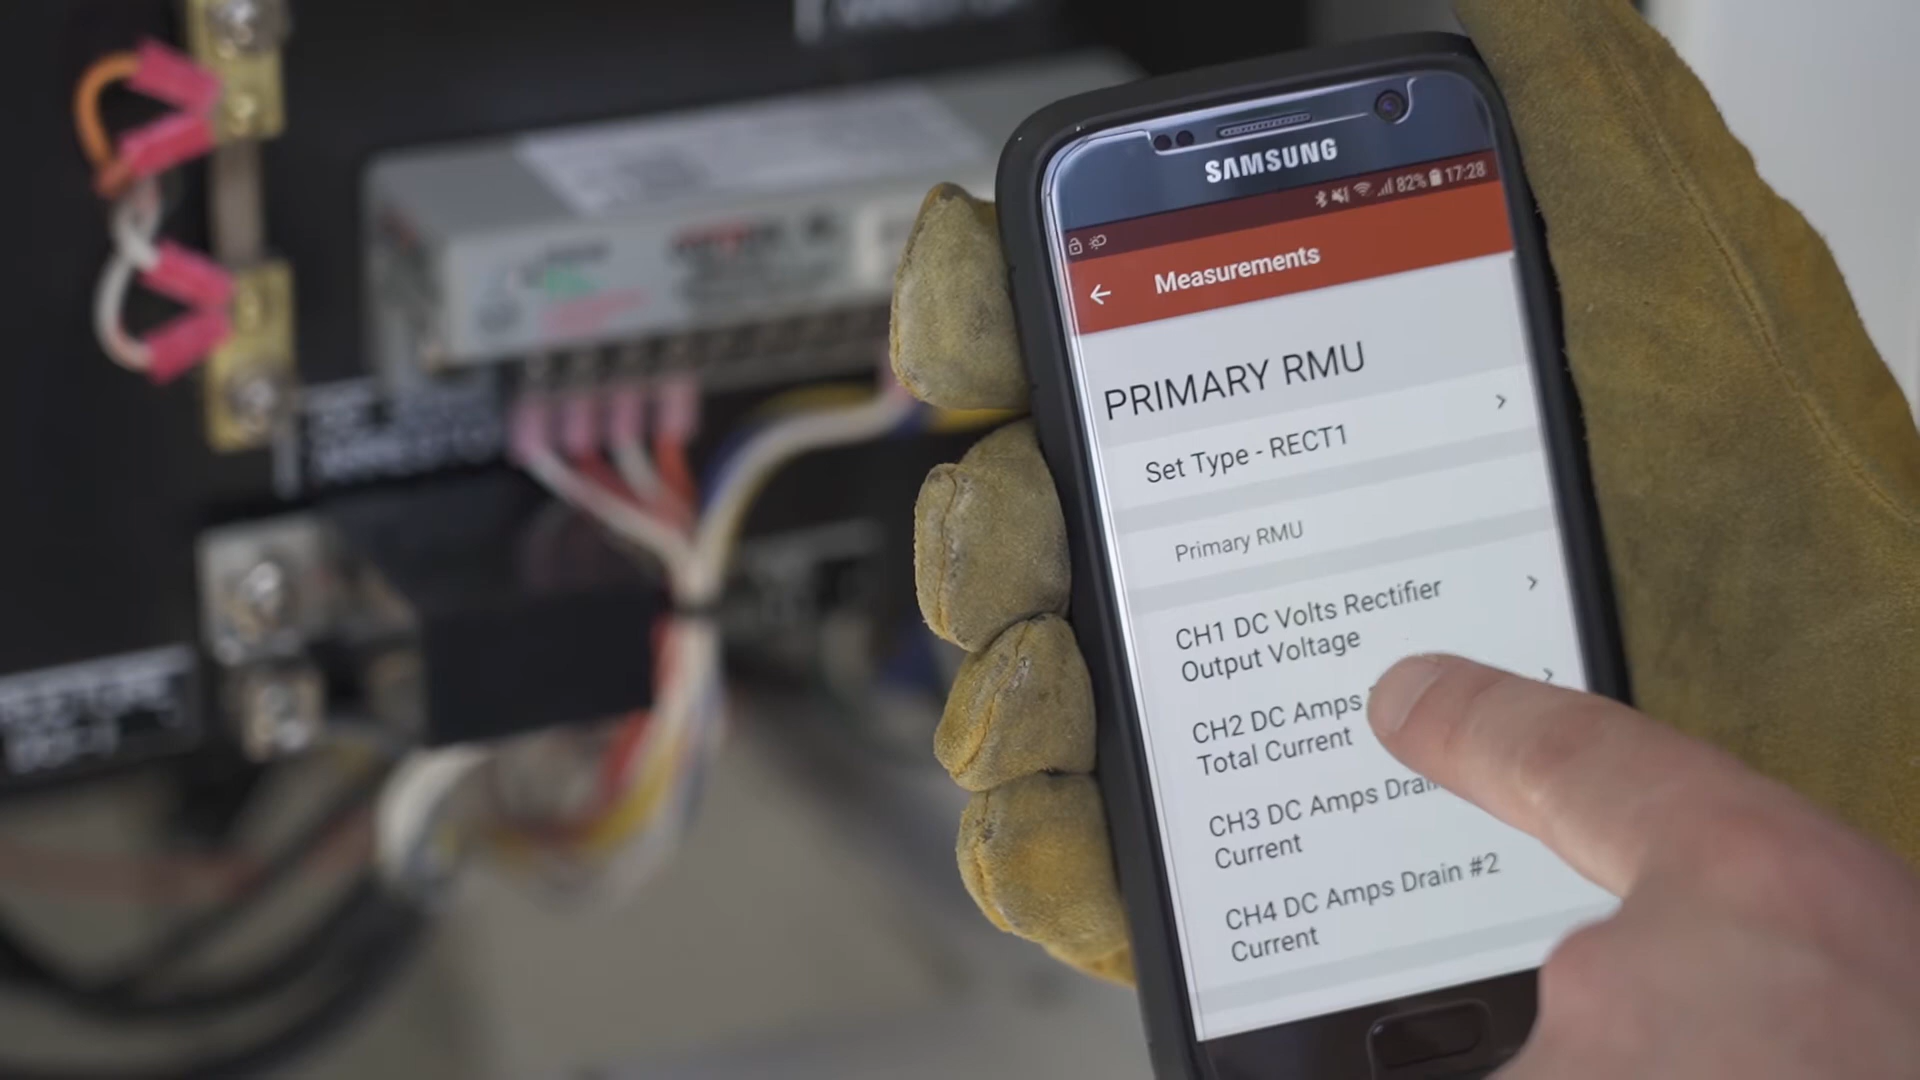 SAMSUNG
82% 17:28
Measurements
PRIMARY RMU
Set Type - RECT1
Primary RMU
CH1 DC Volts Rectifier
Output Voltage
CH2 DC Amps
Total Current
CH3 DC Amps
Current
CH4 DC Amps Drain #2
Current